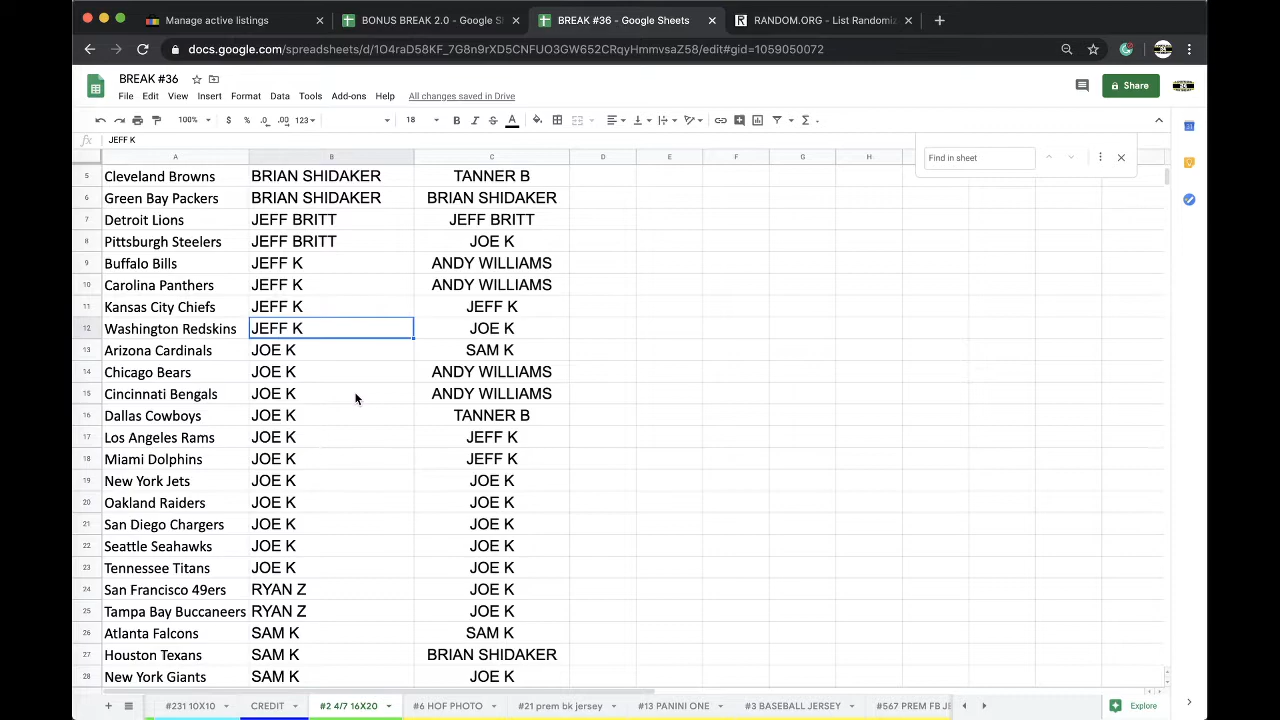 Manage active listings
BONUS BREAK 2.0 - Google S
BREAK #36 - Google Sheets
RANDOM.ORG - List Randomiz
docs.google.com/spreadsheets/d/1O4raD58KF_7G8n9rXD5CNFUO3GW652CRqyHmmvsaZ58/edit#gid=1059050072
BREAK #36
File Edit View Insert Format Data Tools Add-ons Help All changes saved in Drive
Share
100% $ % .0 .00 123 18 B I S A
fx JEFF K
Find in sheet
A B C D E F G H
5 Cleveland Browns BRIAN SHIDAKER TANNER B
6 Green Bay Packers BRIAN SHIDAKER BRIAN SHIDAKER
7 Detroit Lions JEFF BRITT JEFF BRITT
8 Pittsburgh Steelers JEFF BRITT JOE K
9 Buffalo Bills JEFF K ANDY WILLIAMS
10 Carolina Panthers JEFF K ANDY WILLIAMS
11 Kansas City Chiefs JEFF K JEFF K
12 Washington Redskins JEFF K JOE K
13 Arizona Cardinals JOE K SAM K
14 Chicago Bears JOE K ANDY WILLIAMS
15 Cincinnati Bengals JOE K ANDY WILLIAMS
16 Dallas Cowboys JOE K TANNER B
17 Los Angeles Rams JOE K JEFF K
18 Miami Dolphins JOE K JEFF K
19 New York Jets JOE K JOE K
20 Oakland Raiders JOE K JOE K
21 San Diego Chargers JOE K JOE K
22 Seattle Seahawks JOE K JOE K
23 Tennessee Titans JOE K JOE K
24 San Francisco 49ers RYAN Z JOE K
25 Tampa Bay Buccaneers RYAN Z JOE K
26 Atlanta Falcons SAM K SAM K
27 Houston Texans SAM K BRIAN SHIDAKER
28 New York Giants SAM K JOE K
#231 10X10 CREDIT #2 4/7 16X20 #6 HOF PHOTO #21 prem bk jersey #13 PANINI ONE #3 BASEBALL JERSEY #567 PREM FB JE Explore